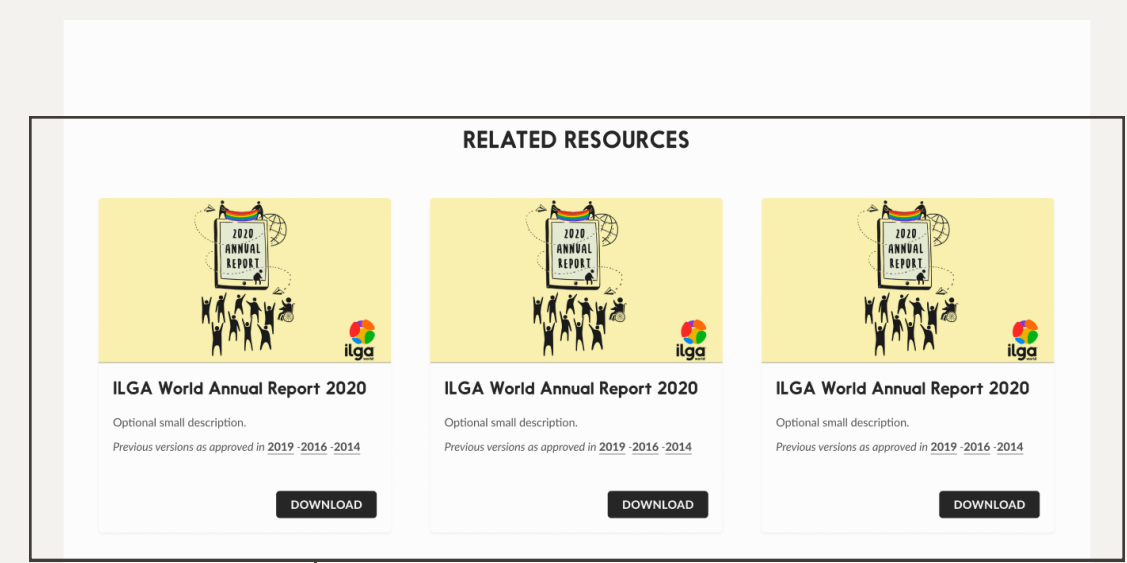 RELATED RESOURCES
2020
ANNUAL
REPORT
ilga
world
2020
ANNUAL
REPORT
ilga
world
2020
ANNUAL
REPORT
ilga
world
ILGA World Annual Report 2020
Optional small description.
Previous versions as approved in 2019 -2016 -2014
DOWNLOAD
ILGA World Annual Report 2020
Optional small description.
Previous versions as approved in 2019 -2016 -2014
DOWNLOAD
ILGA World Annual Report 2020
Optional small description.
Previous versions as approved in 2019 -2016 -2014
DOWNLOAD